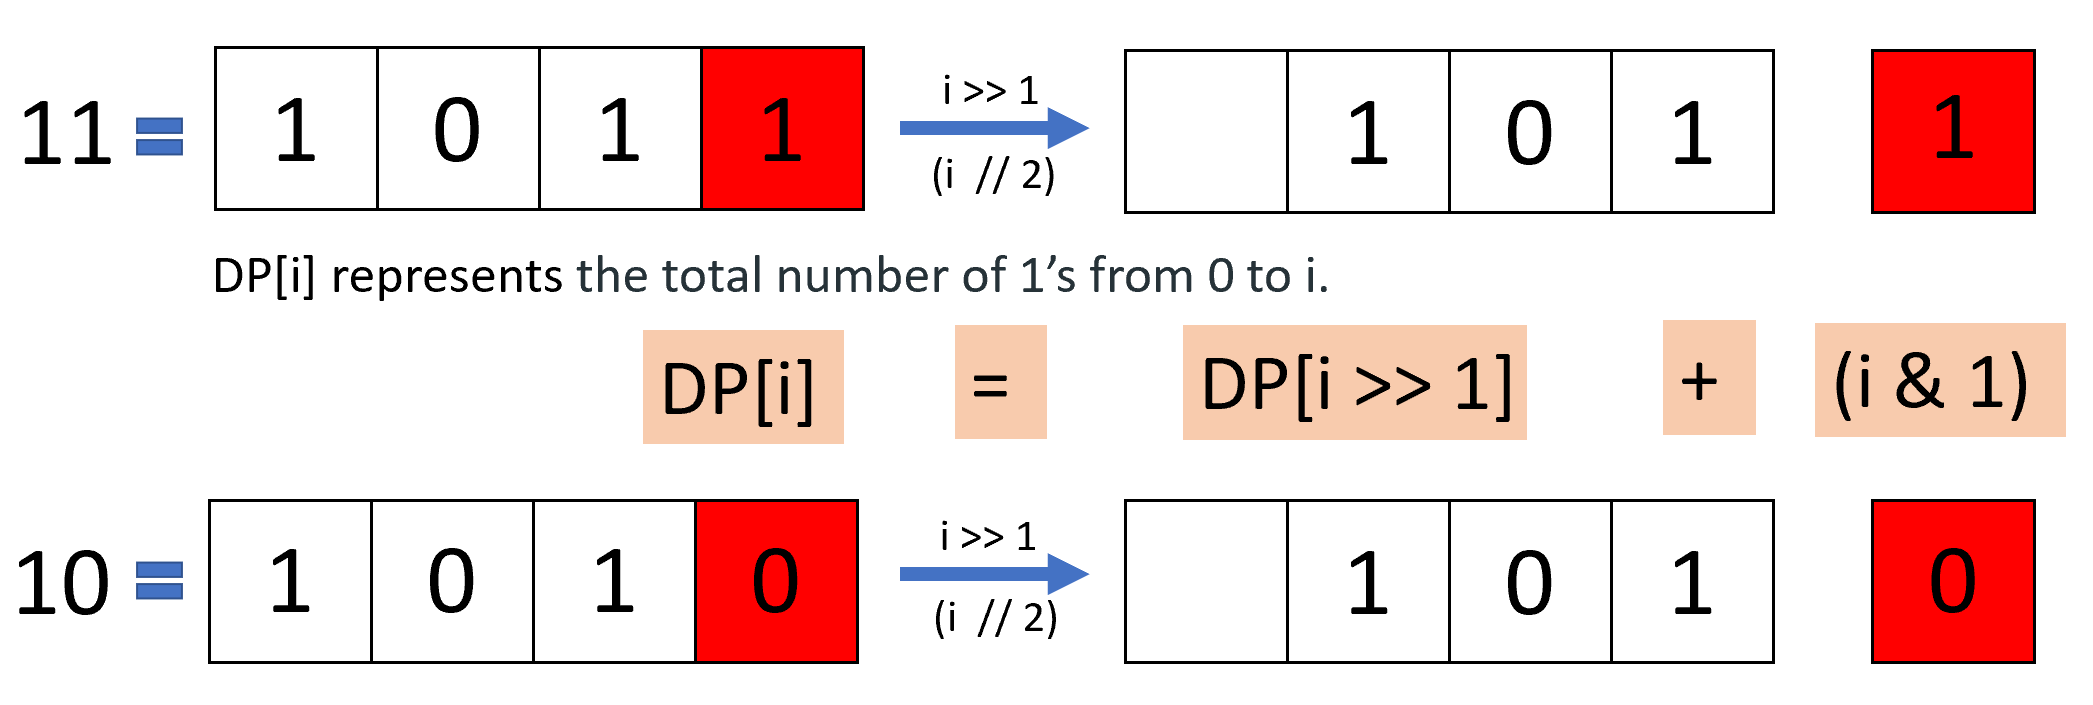 11 = 1 0 1 1 i >> 1 1 0 1 1
(i // 2)
DP[i] represents the total number of 1’s from 0 to i.
DP[i] = DP[i >> 1] + (i & 1)
10 = 1 0 1 0 i >> 1 1 0 1 0
(i // 2)